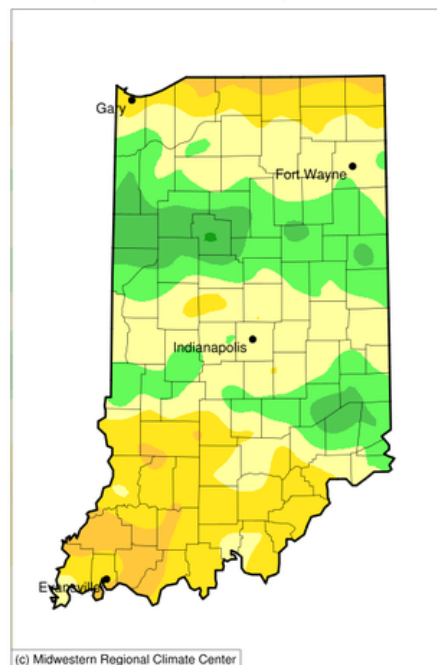 Gary
Fort Wayne
Indianapolis
Evansville
(c) Midwestern Regional Climate Center